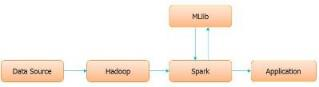 MLlib
Data Source
Hadoop
Spark
Application